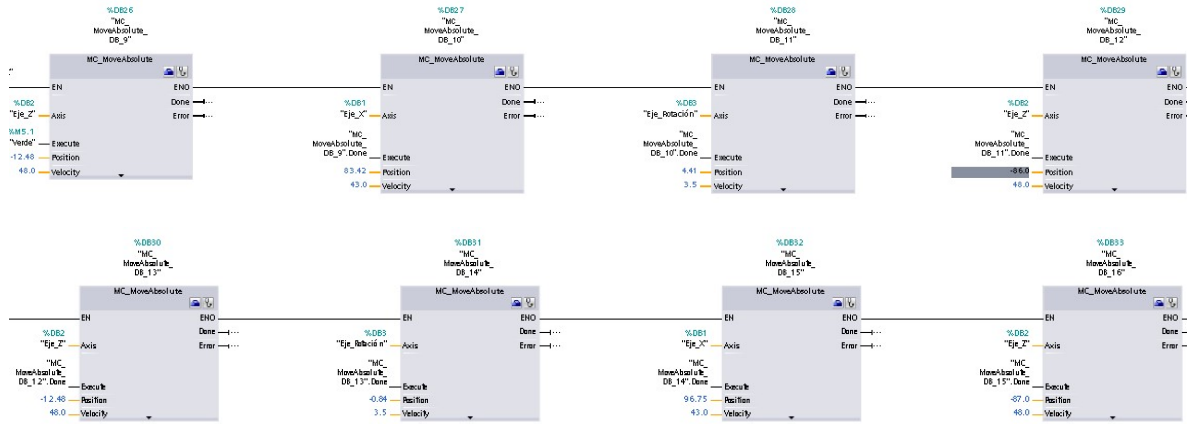 %DB26
"MC_
MoveAbsolute_
DB_9"
MC_MoveAbsolute
EN
ENO
Done
...
Error
...
%DB2
"Eje_Z"
Axis
%M5.1
"Verde"
Execute
-12.48
Position
48.0
Velocity
%DB27
"MC_
MoveAbsolute_
DB_10"
MC_MoveAbsolute
EN
ENO
Done
...
Error
...
%DB1
"Eje_X"
Axis
"MC_
MoveAbsolute_
DB_9".Done
Execute
83.42
Position
43.0
Velocity
%DB28
"MC_
MoveAbsolute_
DB_11"
MC_MoveAbsolute
EN
ENO
Done
...
Error
...
%DB3
"Eje_Rotación"
Axis
"MC_
MoveAbsolute_
DB_10".Done
Execute
4.41
Position
3.5
Velocity
%DB29
"MC_
MoveAbsolute_
DB_12"
MC_MoveAbsolute
EN
ENO
Done
Error
%DB2
"Eje_Z"
Axis
"MC_
MoveAbsolute_
DB_11".Done
Execute
-86.0
Position
48.0
Velocity
%DB30
"MC_
MoveAbsolute_
DB_13"
MC_MoveAbsolute
EN
ENO
Done
...
Error
...
%DB2
"Eje_Z"
Axis
"MC_
MoveAbsolute_
DB_12".Done
Execute
-12.48
Position
48.0
Velocity
%DB31
"MC_
MoveAbsolute_
DB_14"
MC_MoveAbsolute
EN
ENO
Done
...
Error
...
%DB3
"Eje_Rotación"
Axis
"MC_
MoveAbsolute_
DB_13".Done
Execute
-0.84
Position
3.5
Velocity
%DB32
"MC_
MoveAbsolute_
DB_15"
MC_MoveAbsolute
EN
ENO
Done
...
Error
...
%DB1
"Eje_X"
Axis
"MC_
MoveAbsolute_
DB_14".Done
Execute
96.75
Position
43.0
Velocity
%DB33
"MC_
MoveAbsolute_
DB_16"
MC_MoveAbsolute
EN
ENO
Done
Error
%DB2
"Eje_Z"
Axis
"MC_
MoveAbsolute_
DB_15".Done
Execute
-87.0
Position
48.0
Velocity